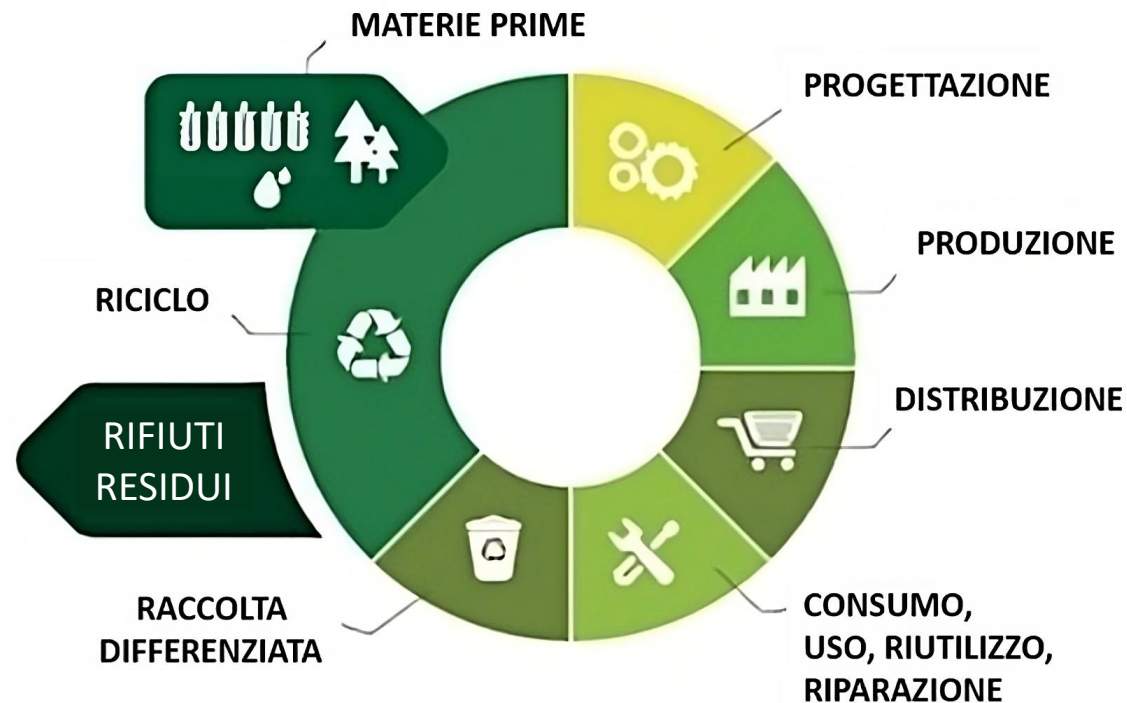 MATERIE PRIME
PROGETTAZIONE
PRODUZIONE
DISTRIBUZIONE
CONSUMO,
USO, RIUTILIZZO,
RIPARAZIONE
RACCOLTA
DIFFERENZIATA
RIFIUTI
RESIDUI
RICICLO